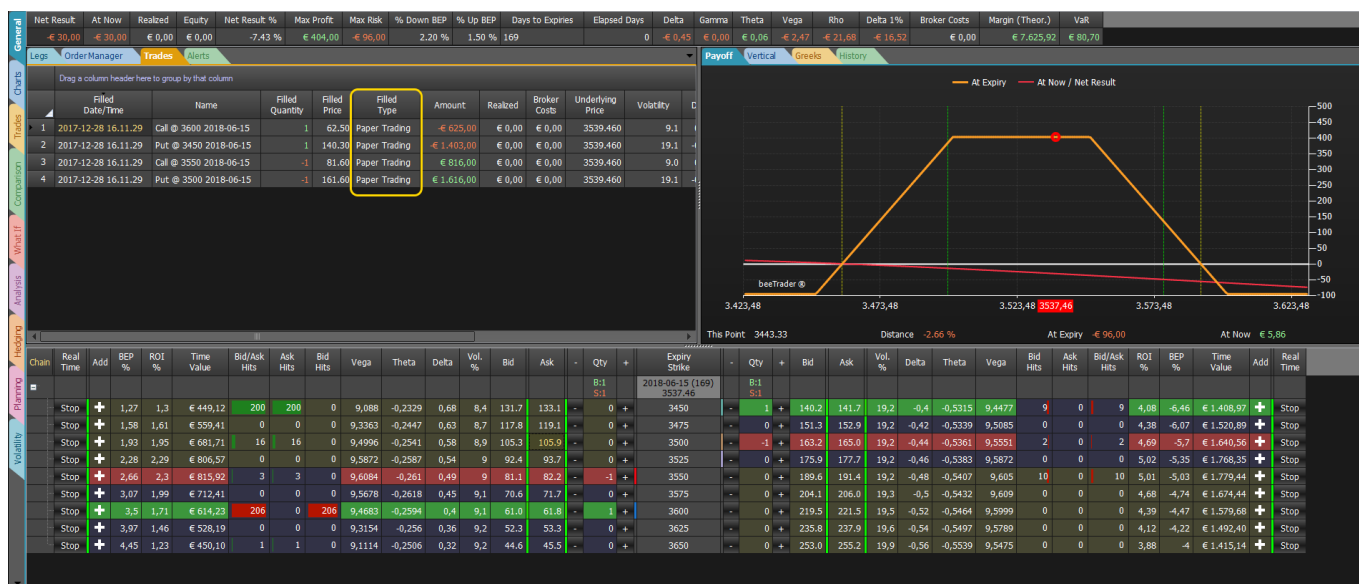 General
Net Result At Now Realized Equity Net Result % Max Profit Max Risk % Down BEP % Up BEP Days to Expiries Elapsed Days Delta Gamma Theta Vega Rho Delta 1% Broker Costs Margin (Theor.) VaR
-€ 30,00 -€ 30,00 € 0,00 € 0,00 -7.43 % € 404,00 -€ 96,00 2.20 % 1.50 % 169 0 -€ 0,45 € 0,00 € 0,06 -€ 2,47 -€ 21,68 -€ 16,52 € 0,00 € 7.625,92 € 80,70
Legs Order Manager Trades Alerts
Drag a column header here to group by that column
Filled Date/Time Name Filled Quantity Filled Price Filled Type Amount Realized Broker Costs Underlying Price Volatility D
1 2017-12-28 16.11.29 Call @ 3600 2018-06-15 1 62.50 Paper Trading -€ 625,00 € 0,00 € 0,00 3539.460 9.1
2 2017-12-28 16.11.29 Put @ 3450 2018-06-15 1 140.30 Paper Trading -€ 1.403,00 € 0,00 € 0,00 3539.460 19.1
3 2017-12-28 16.11.29 Call @ 3550 2018-06-15 -1 81.60 Paper Trading € 816,00 € 0,00 € 0,00 3539.460 9.0
4 2017-12-28 16.11.29 Put @ 3500 2018-06-15 -1 161.60 Paper Trading € 1.616,00 € 0,00 € 0,00 3539.460 19.1
Charts
Trades
Comparison
What If
Analysis
Hedging
Planning
Volatility
Payoff Vertical Greeks History
At Expiry At Now / Net Result
500
450
400
350
300
250
200
150
100
50
0
-50
-100
beeTrader ®
3.423,48 3.473,48 3.523,48 3537,46 3.573,48 3.623,48
This Point 3443.33 Distance -2.66 % At Expiry -€ 96,00 At Now € 5,86
Chain Real Time Add BEP % ROI % Time Value Bid/Ask Hits Ask Hits Bid Hits Vega Theta Delta Vol. % Bid Ask - Qty + Expiry Strike - Qty + Bid Ask Vol. % Delta Theta Vega Bid Hits Ask Hits Bid/Ask Hits ROI % BEP % Time Value Add Real Time
B:1 2018-06-15 (169) B:1
S:1 3537.46 S:1
Stop + 1,27 1,3 € 449,12 200 200 0 9,088 -0,2329 0,68 8,4 131.7 133.1 - 0 + 3450 - 1 + 140.2 141.7 19,2 -0,4 -0,5315 9,4477 9 0 9 4,08 -6,46 € 1.408,97 + Stop
Stop + 1,58 1,61 € 559,41 0 0 0 9,3363 -0,2447 0,63 8,7 117.8 119.1 - 0 + 3475 - 0 + 151.3 152.9 19,2 -0,42 -0,5339 9,5085 0 0 0 4,38 -6,07 € 1.520,89 + Stop
Stop + 1,93 1,95 € 681,71 16 16 0 9,4996 -0,2541 0,58 8,9 105.3 105.9 - 0 + 3500 - -1 + 163.2 165.0 19,2 -0,44 -0,5361 9,5551 2 0 2 4,69 -5,7 € 1.640,56 + Stop
Stop + 2,28 2,29 € 806,57 0 0 0 9,5872 -0,2587 0,54 9 92.4 93.7 - 0 + 3525 - 0 + 175.9 177.7 19,2 -0,46 -0,5383 9,5872 0 0 0 5,02 -5,35 € 1.768,35 + Stop
Stop + 2,66 2,3 € 815,92 3 3 0 9,6084 -0,261 0,49 9 81.1 82.2 - -1 + 3550 - 0 + 189.6 191.4 19,2 -0,48 -0,5407 9,605 10 0 10 5,01 -5,03 € 1.779,44 + Stop
Stop + 3,07 1,99 € 712,41 0 0 0 9,5678 -0,2618 0,45 9,1 70.6 71.7 - 0 + 3575 - 0 + 204.1 206.0 19,3 -0,5 -0,5432 9,609 0 0 0 4,68 -4,74 € 1.674,44 + Stop
Stop + 3,5 1,71 € 614,23 206 0 206 9,4683 -0,2594 0,4 9,1 61.0 61.8 - 1 + 3600 - 0 + 219.5 221.5 19,5 -0,52 -0,5464 9,5999 0 0 0 4,39 -4,47 € 1.579,68 + Stop
Stop + 3,97 1,46 € 528,19 0 0 0 9,3154 -0,256 0,36 9,2 52.3 53.3 - 0 + 3625 - 0 + 235.8 237.9 19,6 -0,54 -0,5497 9,5789 0 0 0 4,12 -4,22 € 1.492,40 + Stop
Stop + 4,45 1,23 € 450,10 1 1 0 9,1114 -0,2506 0,32 9,2 44.6 45.5 - 0 + 3650 - 0 + 253.0 255.2 19,9 -0,56 -0,5539 9,5475 0 0 0 3,88 -4 € 1.415,14 + Stop